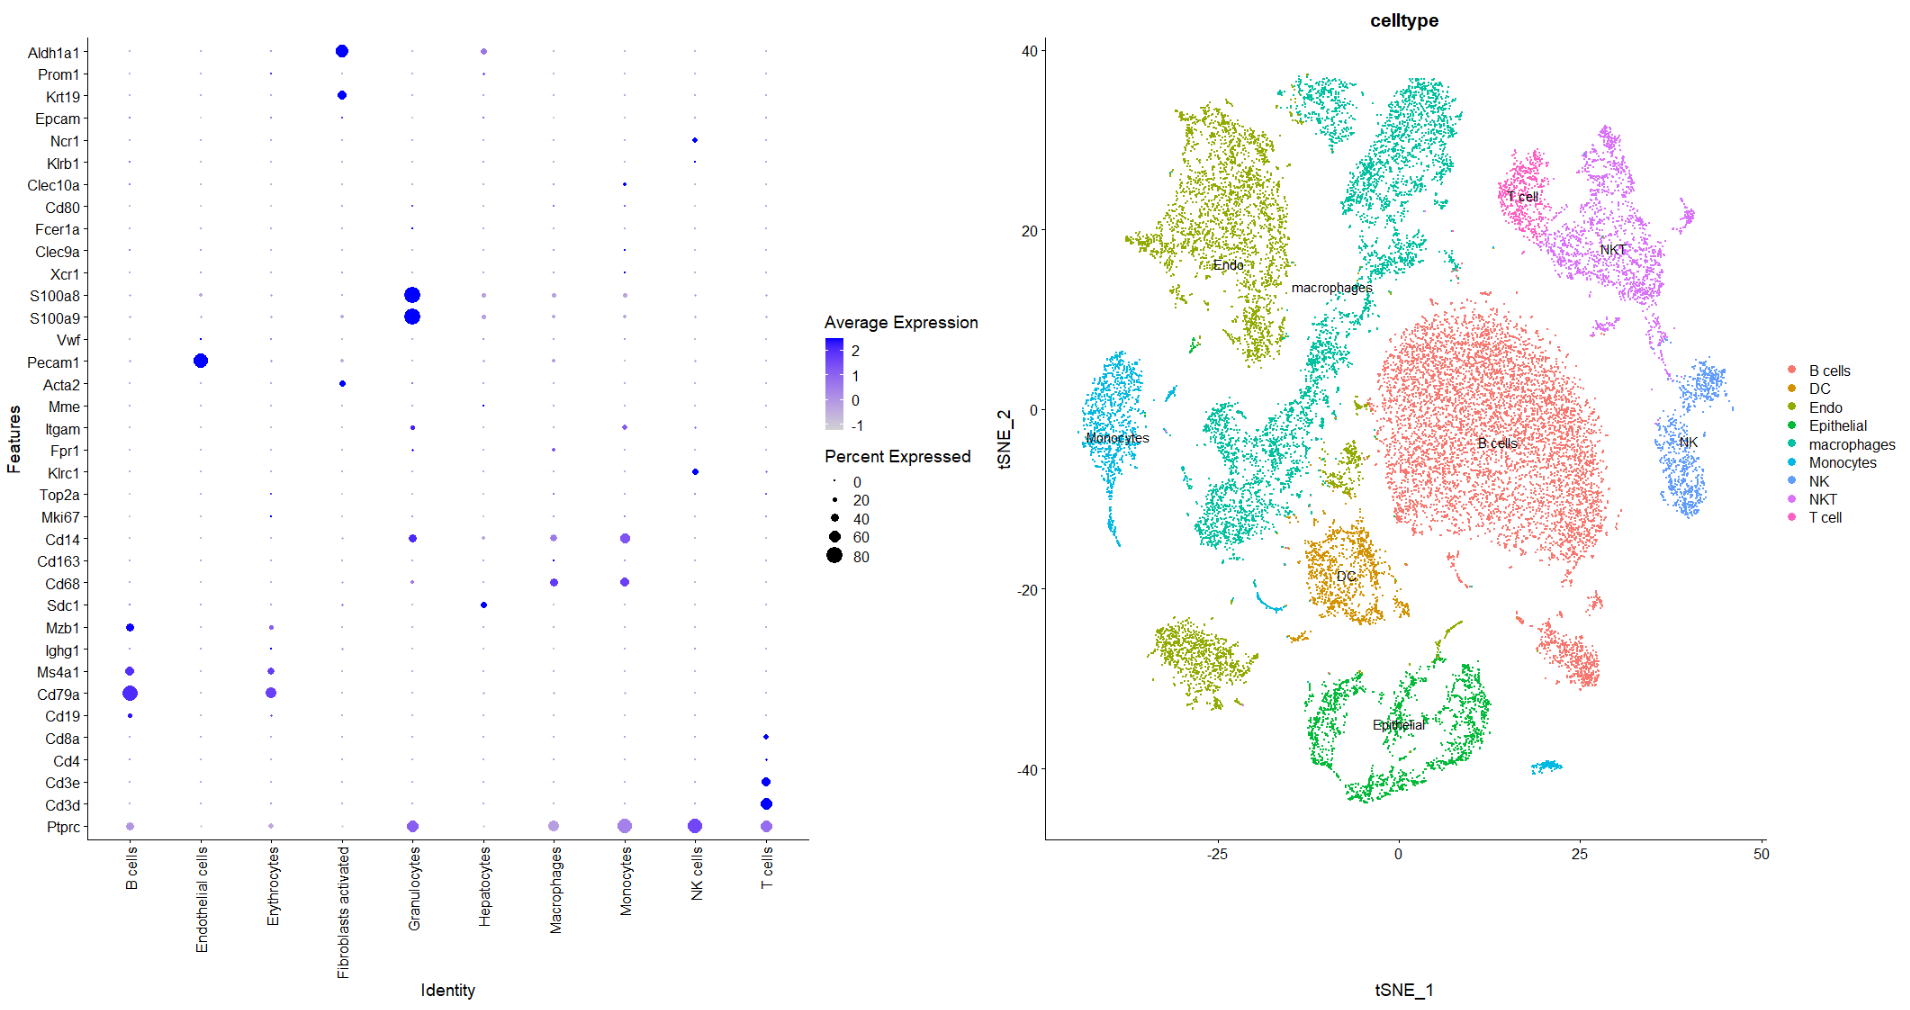 Aldh1a1
Prom1
Krt19
Epcam
Ncr1
Klrb1
Clec10a
Cd80
Fcer1a
Clec9a
Xcr1
S100a8
S100a9
Vwf
Pecam1
Acta2
Mme
Itgam
Fpr1
Klrc1
Top2a
Mki67
Cd14
Cd163
Cd68
Sdc1
Mzb1
Ighg1
Ms4a1
Cd79a
Cd19
Cd8a
Cd4
Cd3e
Cd3d
Ptprc
Features
B cells
Endothelial cells
Erythrocytes
Fibroblasts activated
Granulocytes
Hepatocytes
Macrophages
Monocytes
NK cells
T cells
Identity
Average Expression
2
1
0
-1
Percent Expressed
0
20
40
60
80
celltype
40
20
0
-20
-40
tSNE_2
-25
0
25
50
tSNE_1
T cell
NKT
Endo
macrophages
Monocytes
B cells
NK
DC
Epithelial
B cells
DC
Endo
Epithelial
macrophages
Monocytes
NK
NKT
T cell